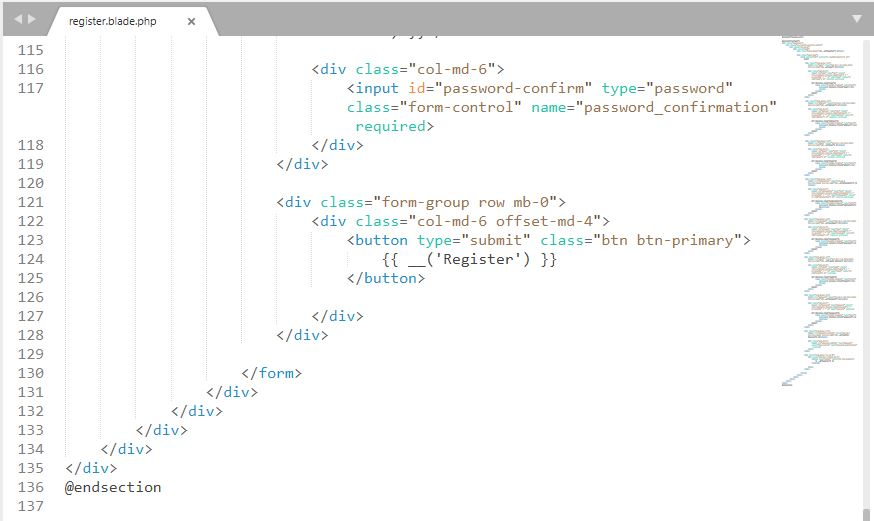 register.blade.php ×
115
116 <div class="col-md-6">
117 <input id="password-confirm" type="password"
class="form-control" name="password_confirmation"
required>
118 </div>
119 </div>
120
121 <div class="form-group row mb-0">
122 <div class="col-md-6 offset-md-4">
123 <button type="submit" class="btn btn-primary">
124 {{ __('Register') }}
125 </button>
126
127 </div>
128 </div>
129
130 </form>
131 </div>
132 </div>
133 </div>
134 </div>
135 </div>
136 @endsection
137